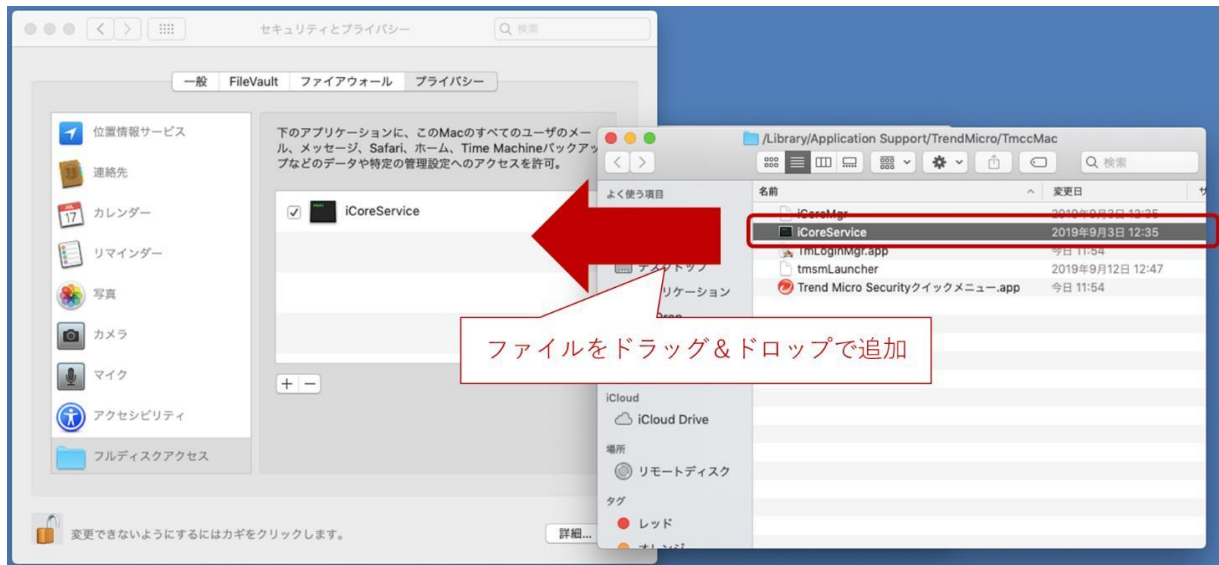 セキュリティとプライバシー
検索
一般 FileVault ファイアウォール プライバシー
位置情報サービス
連絡先
17
カレンダー
リマインダー
写真
カメラ
マイク
アクセシビリティ
フルディスクアクセス
下のアプリケーションに、このMacのすべてのユーザのメー
ル、メッセージ、Safari、ホーム、Time Machineバックアッ
プなどのデータや特定の管理設定へのアクセスを許可。
iCoreService
変更できないようにするにはカギをクリックします。
詳細...
/Library/Application Support/TrendMicro/TmccMac
検索
よく使う項目
デスクトップ
リケーション
iCloud
iCloud Drive
場所
リモートディスク
タグ
レッド
オレンジ
名前 変更日 サ
iCoreMgr 2019年9月3日 12:35
iCoreService 2019年9月3日 12:35
TmLoginMgr.app 今日 11:54
tmsmLauncher 2019年9月12日 12:47
Trend Micro Securityクイックメニュー.app 今日 11:54
ファイルをドラッグ＆ドロップで追加